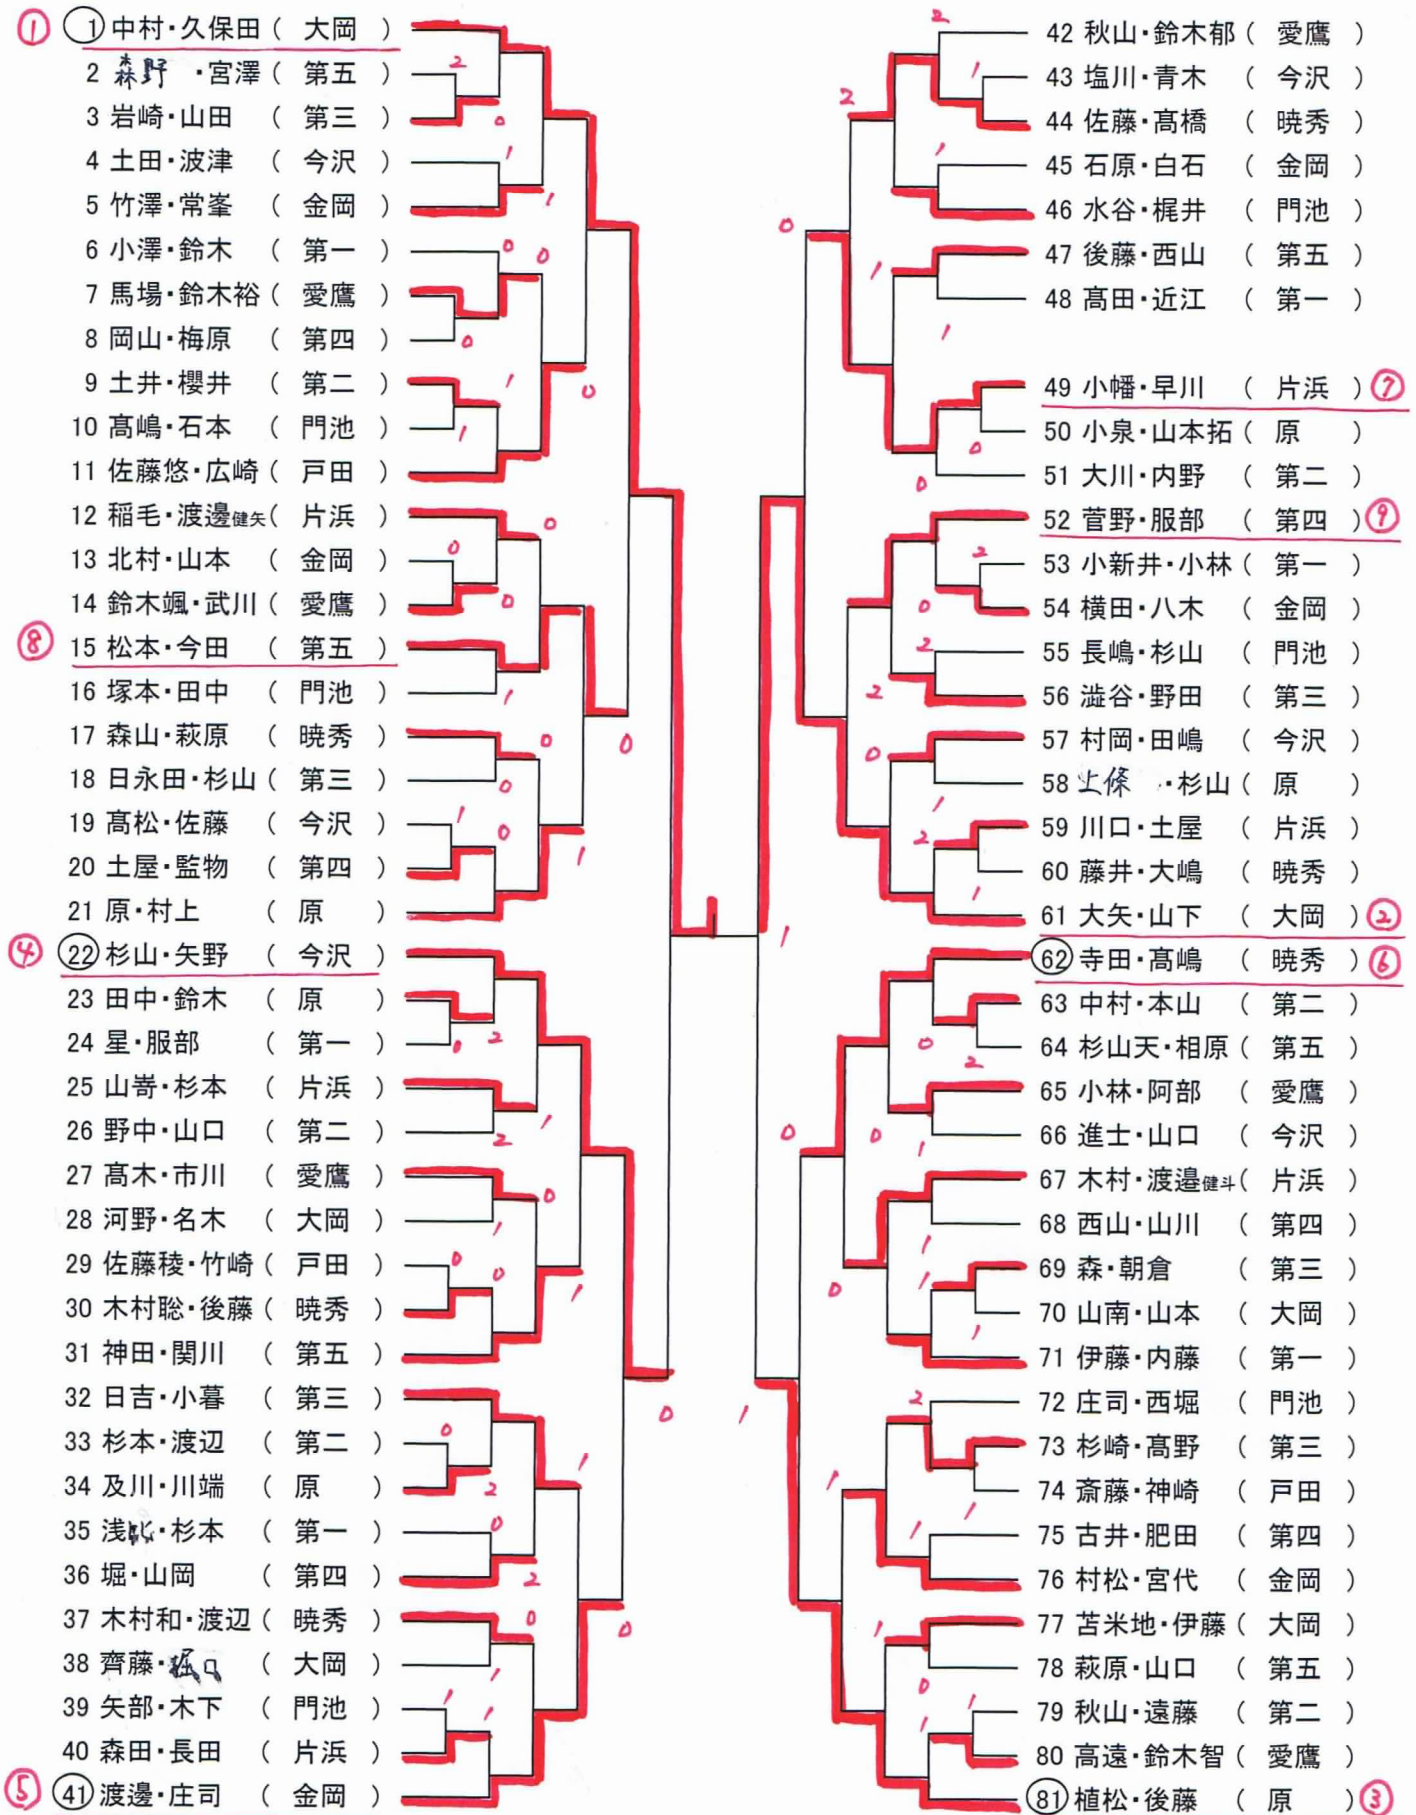 ① 1 中村・久保田 ( 大岡 )
2 森野 ・宮澤 ( 第五 )
3 岩崎・山田 ( 第三 )
4 土田・波津 ( 今沢 )
5 竹澤・常峯 ( 金岡 )
6 小澤・鈴木 ( 第一 )
7 馬場・鈴木裕 ( 愛鷹 )
8 岡山・梅原 ( 第四 )
9 土井・櫻井 ( 第二 )
10 髙嶋・石本 ( 門池 )
11 佐藤悠・広崎 ( 戸田 )
12 稲毛・渡邊健矢 ( 片浜 )
13 北村・山本 ( 金岡 )
14 鈴木颯・武川 ( 愛鷹 )
⑧ 15 松本・今田 ( 第五 )
16 塚本・田中 ( 門池 )
17 森山・萩原 ( 暁秀 )
18 日永田・杉山 ( 第三 )
19 髙松・佐藤 ( 今沢 )
20 土屋・監物 ( 第四 )
21 原・村上 ( 原 )
④ 22 杉山・矢野 ( 今沢 )
23 田中・鈴木 ( 原 )
24 星・服部 ( 第一 )
25 山嵜・杉本 ( 片浜 )
26 野中・山口 ( 第二 )
27 髙木・市川 ( 愛鷹 )
28 河野・名木 ( 大岡 )
29 佐藤稜・竹崎 ( 戸田 )
30 木村聡・後藤 ( 暁秀 )
31 神田・関川 ( 第五 )
32 日吉・小暮 ( 第三 )
33 杉本・渡辺 ( 第二 )
34 及川・川端 ( 原 )
35 浅・杉本 ( 第一 )
36 堀・山岡 ( 第四 )
37 木村和・渡辺 ( 暁秀 )
38 齊藤・堀口 ( 大岡 )
39 矢部・木下 ( 門池 )
40 森田・長田 ( 片浜 )
⑤ 41 渡邊・庄司 ( 金岡 )
42 秋山・鈴木郁 ( 愛鷹 )
43 塩川・青木 ( 今沢 )
44 佐藤・髙橋 ( 暁秀 )
45 石原・白石 ( 金岡 )
46 水谷・梶井 ( 門池 )
47 後藤・西山 ( 第五 )
48 髙田・近江 ( 第一 )
49 小幡・早川 ( 片浜 ) ⑦
50 小泉・山本拓 ( 原 )
51 大川・内野 ( 第二 )
52 菅野・服部 ( 第四 ) ⑨
53 小新井・小林 ( 第一 )
54 横田・八木 ( 金岡 )
55 長嶋・杉山 ( 門池 )
56 澁谷・野田 ( 第三 )
57 村岡・田嶋 ( 今沢 )
58 上條 ・杉山 ( 原 )
59 川口・土屋 ( 片浜 )
60 藤井・大嶋 ( 暁秀 )
61 大矢・山下 ( 大岡 ) ②
62 寺田・髙嶋 ( 暁秀 ) ⑥
63 中村・本山 ( 第二 )
64 杉山天・相原 ( 第五 )
65 小林・阿部 ( 愛鷹 )
66 進士・山口 ( 今沢 )
67 木村・渡邉健斗 ( 片浜 )
68 西山・山川 ( 第四 )
69 森・朝倉 ( 第三 )
70 山南・山本 ( 大岡 )
71 伊藤・内藤 ( 第一 )
72 庄司・西堀 ( 門池 )
73 杉崎・髙野 ( 第三 )
74 斎藤・神崎 ( 戸田 )
75 古井・肥田 ( 第四 )
76 村松・宮代 ( 金岡 )
77 苫米地・伊藤 ( 大岡 )
78 萩原・山口 ( 第五 )
79 秋山・遠藤 ( 第二 )
80 高遠・鈴木智 ( 愛鷹 )
81 植松・後藤 ( 原 ) ③